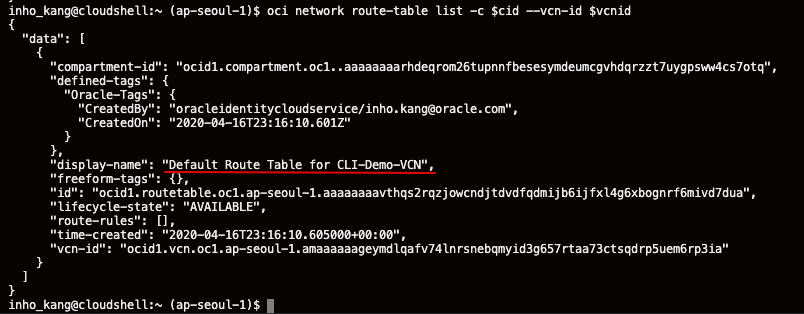 inho_kang@cloudshell:~ (ap-seoul-1)$ oci network route-table list -c $cid --vcn-id $vcnid
{
  "data": [
    {
      "compartment-id": "ocid1.compartment.oc1..aaaaaaaarhdeqrom26tupnnfbesesymdeumcgvhdqrzzt7uygpsww4cs7otq",
      "defined-tags": {
        "Oracle-Tags": {
          "CreatedBy": "oracleidentitycloudservice/inho.kang@oracle.com",
          "CreatedOn": "2020-04-16T23:16:10.601Z"
        }
      },
      "display-name": "Default Route Table for CLI-Demo-VCN",
      "freeform-tags": {},
      "id": "ocid1.routetable.oc1.ap-seoul-1.aaaaaaaavthqs2rqzjowcndjtdvdfqdmijb6ijfxl4g6xbognrf6mivd7dua",
      "lifecycle-state": "AVAILABLE",
      "route-rules": [],
      "time-created": "2020-04-16T23:16:10.605000+00:00",
      "vcn-id": "ocid1.vcn.oc1.ap-seoul-1.amaaaaaageymdlqafv74lnrsnebqmyid3g657rtaa73ctsqdrp5uem6rp3ia"
    }
  ]
}
inho_kang@cloudshell:~ (ap-seoul-1)$